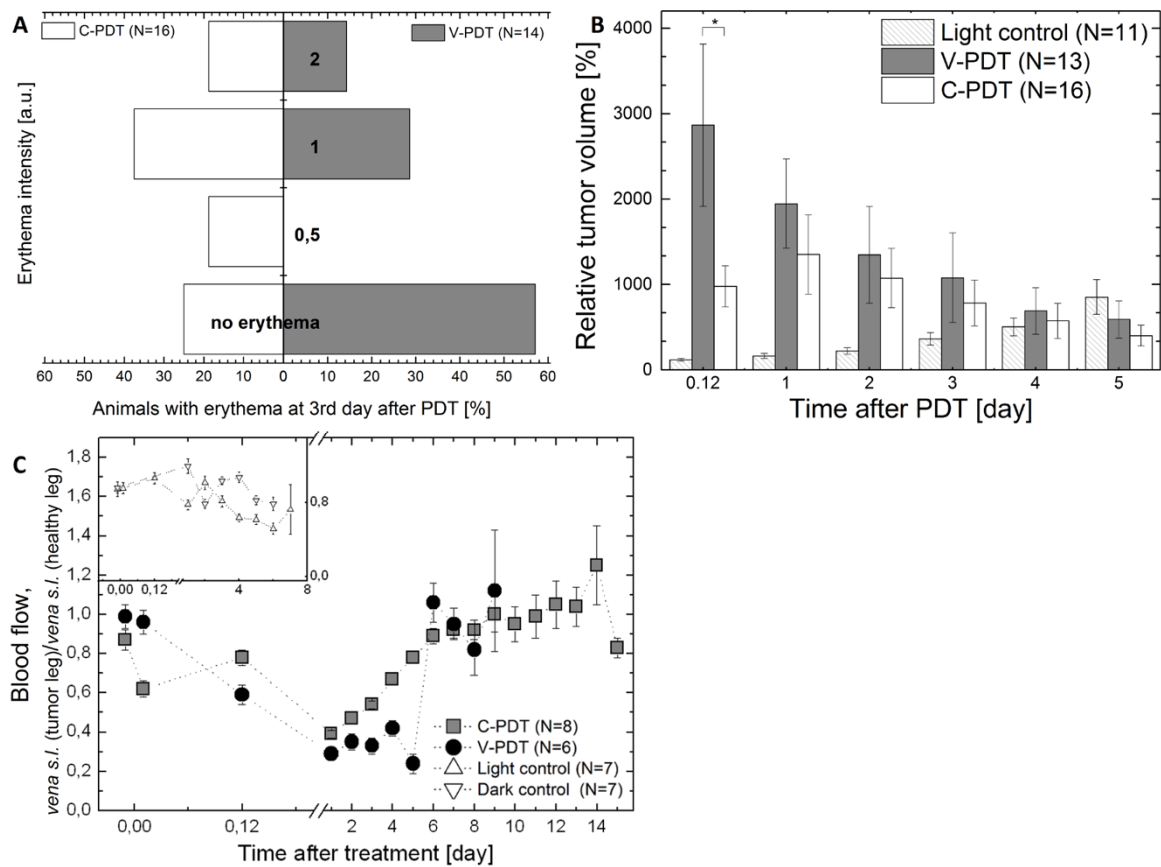 A
C-PDT (N=16)
V-PDT (N=14)
Erythema intensity [a.u.]
2
1
0,5
no erythema
60 50 40 30 20 10 0 10 20 30 40 50 60
Animals with erythema at 3rd day after PDT [%]
B
Relative tumor volume [%]
4000
3000
2000
1000
0
*
Light control (N=11)
V-PDT (N=13)
C-PDT (N=16)
0.12 1 2 3 4 5
Time after PDT [day]
C
Blood flow,
vena s.l. (tumor leg)/vena s.l. (healthy leg)
1,8
1,6
1,4
1,2
1,0
0,8
0,6
0,4
0,2
0,0
0,8
0,0
0,00 0,12 4 8
C-PDT (N=8)
V-PDT (N=6)
Light control (N=7)
Dark control (N=7)
0,00 0,12 2 4 6 8 10 12 14
Time after treatment [day]